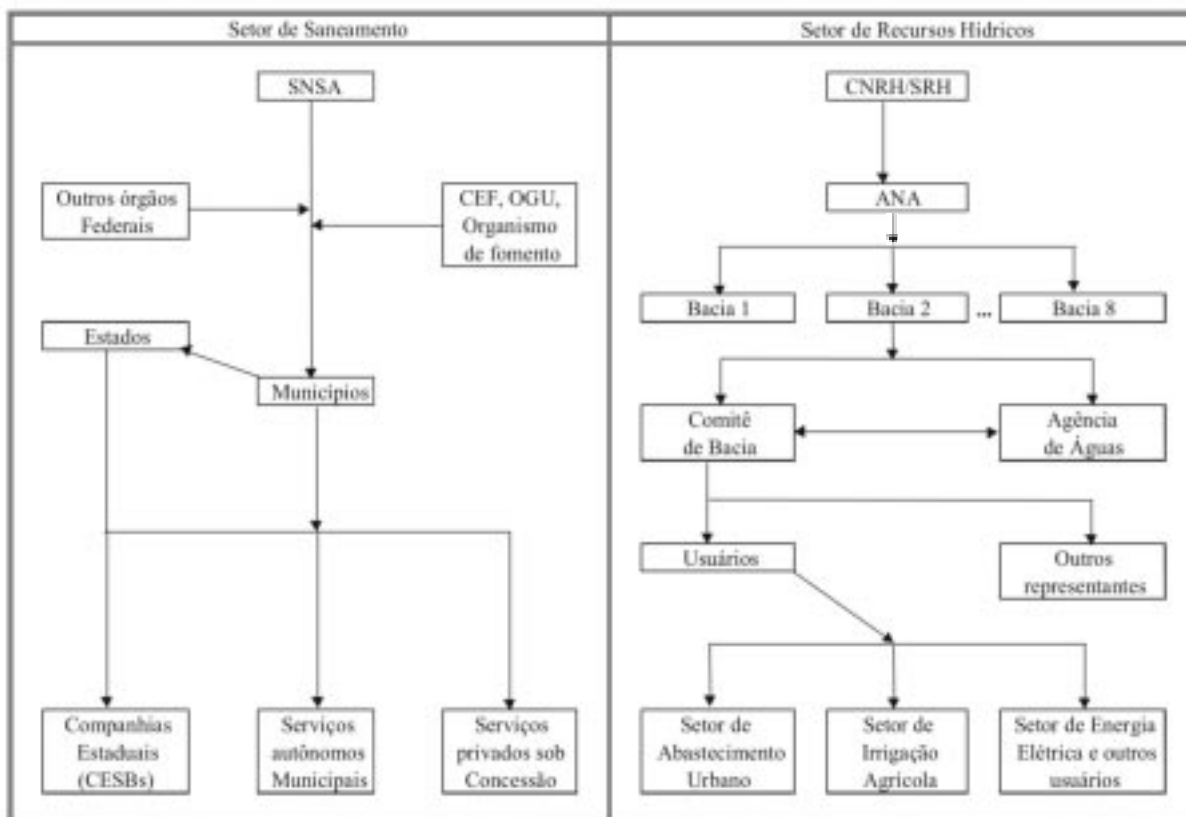 Setor de Saneamento
Setor de Recursos Hídricos
SNSA
Outros órgãos
Federais
CEF, OGU,
Organismo
de fomento
Estados
Municípios
Companhias
Estaduais
(CESBs)
Serviços
autônomos
Municipais
Serviços
privados sob
Concessão
CNRH/SRH
ANA
Bacia 1
Bacia 2
...
Bacia 8
Comitê
de Bacia
Agência
de Águas
Usuários
Outros
representantes
Setor de
Abastecimento
Urbano
Setor de
Irrigação
Agrícola
Setor de Energia
Elétrica e outros
usuários